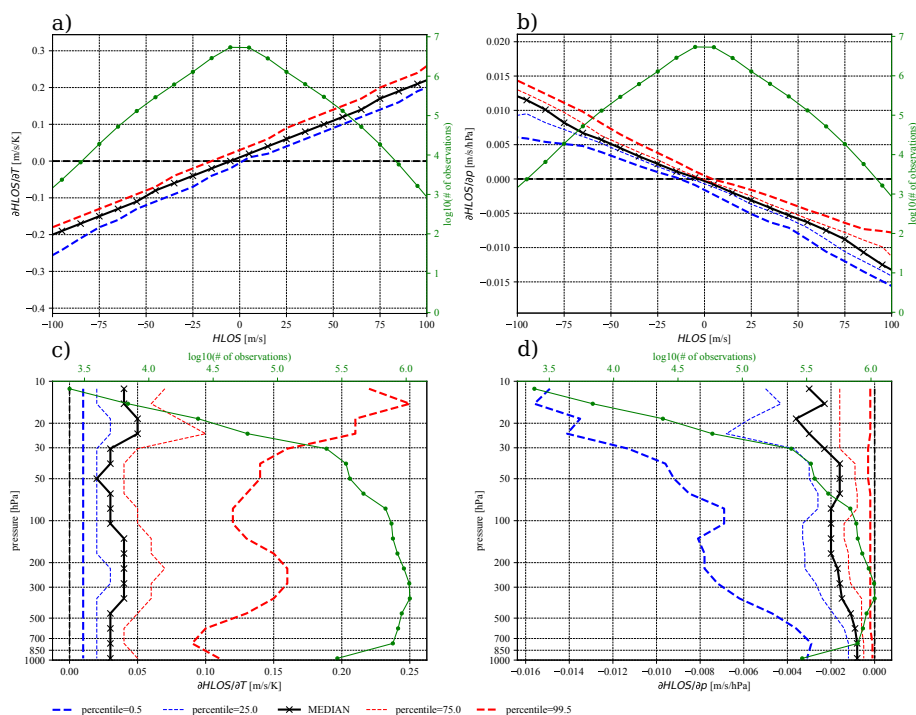 a)
b)
0.3
0.2
0.1
0.0
−0.1
−0.2
−0.3
−0.4
∂HLOS/∂T [m/s/K]
−100 −75 −50 −25 0 25 50 75 100
HLOS [m/s]
7
6
5
4
3
2
1
0
log10(# of observations)
0.020
0.015
0.010
0.005
0.000
−0.005
−0.010
−0.015
∂HLOS/∂p [m/s/hPa]
−100 −75 −50 −25 0 25 50 75 100
HLOS [m/s]
7
6
5
4
3
2
1
0
log10(# of observations)
c)
log10(# of observations)
3.5 4.0 4.5 5.0 5.5 6.0
10
20
30
50
100
200
300
500
700
850
1000
pressure [hPa]
0.00 0.05 0.10 0.15 0.20 0.25
∂HLOS/∂T [m/s/K]
d)
log10(# of observations)
3.5 4.0 4.5 5.0 5.5 6.0
10
20
30
50
100
200
300
500
700
850
1000
pressure [hPa]
−0.016 −0.014 −0.012 −0.010 −0.008 −0.006 −0.004 −0.002 0.000
∂HLOS/∂p [m/s/hPa]
percentile=0.5 percentile=25.0 MEDIAN percentile=75.0 percentile=99.5